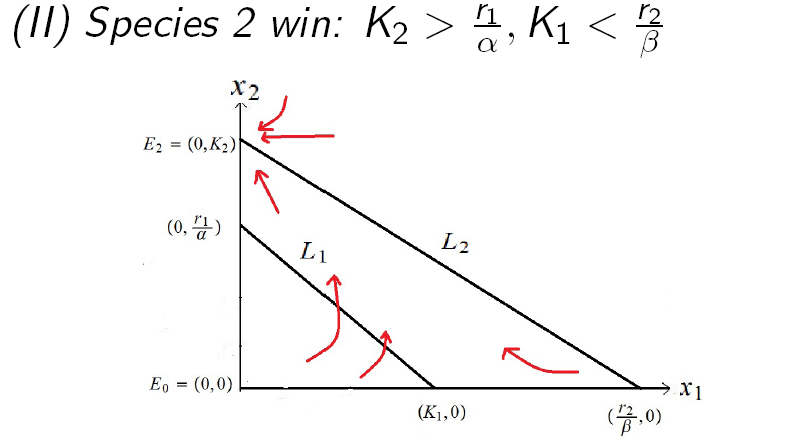 (II) Species 2 win: K₂ > r₁/α, K₁ < r₂/β
x₂
E₂ = (0,K₂)
(0, r₁/α)
L₁
L₂
E₀ = (0,0)
x₁
(K₁,0)
(r₂/β,0)